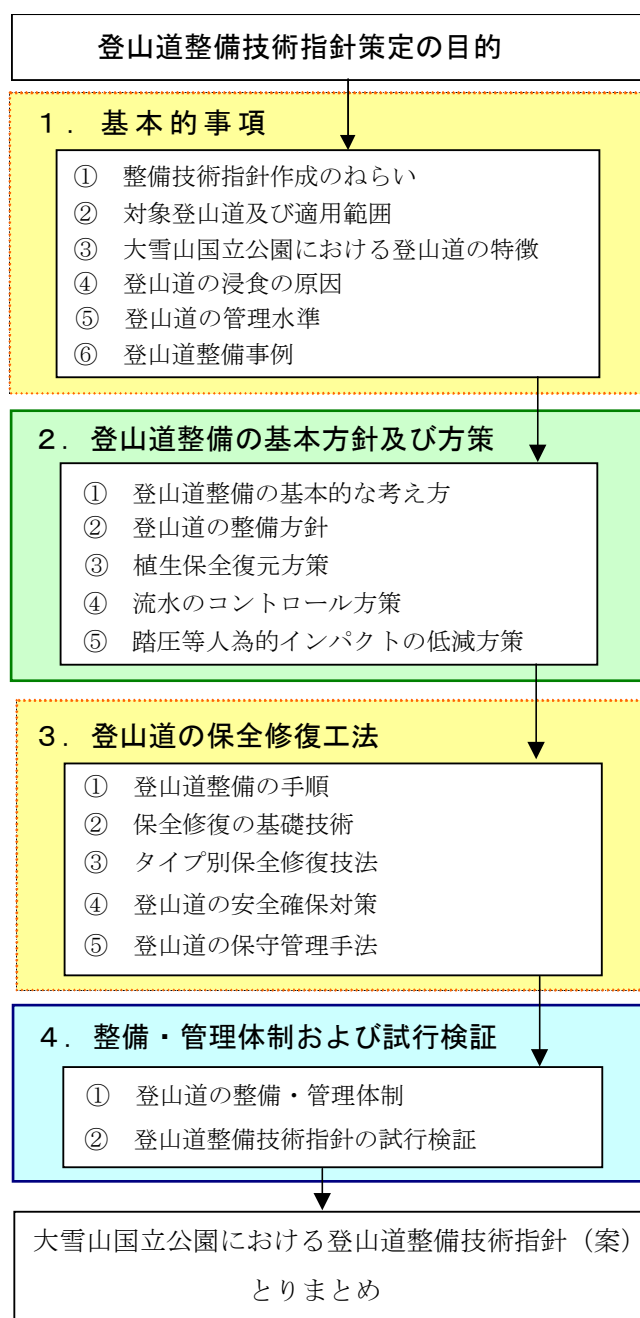 登山道整備技術指針策定の目的
１．基本的事項
① 整備技術指針作成のねらい
② 対象登山道及び適用範囲
③ 大雪山国立公園における登山道の特徴
④ 登山道の浸食の原因
⑤ 登山道の管理水準
⑥ 登山道整備事例
２．登山道整備の基本方針及び方策
① 登山道整備の基本的な考え方
② 登山道の整備方針
③ 植生保全復元方策
④ 流水のコントロール方策
⑤ 踏圧等人為的インパクトの低減方策
３．登山道の保全修復工法
① 登山道整備の手順
② 保全修復の基礎技術
③ タイプ別保全修復技法
④ 登山道の安全確保対策
⑤ 登山道の保守管理手法
４．整備・管理体制および試行検証
① 登山道の整備・管理体制
② 登山道整備技術指針の試行検証
大雪山国立公園における登山道整備技術指針（案）
とりまとめ